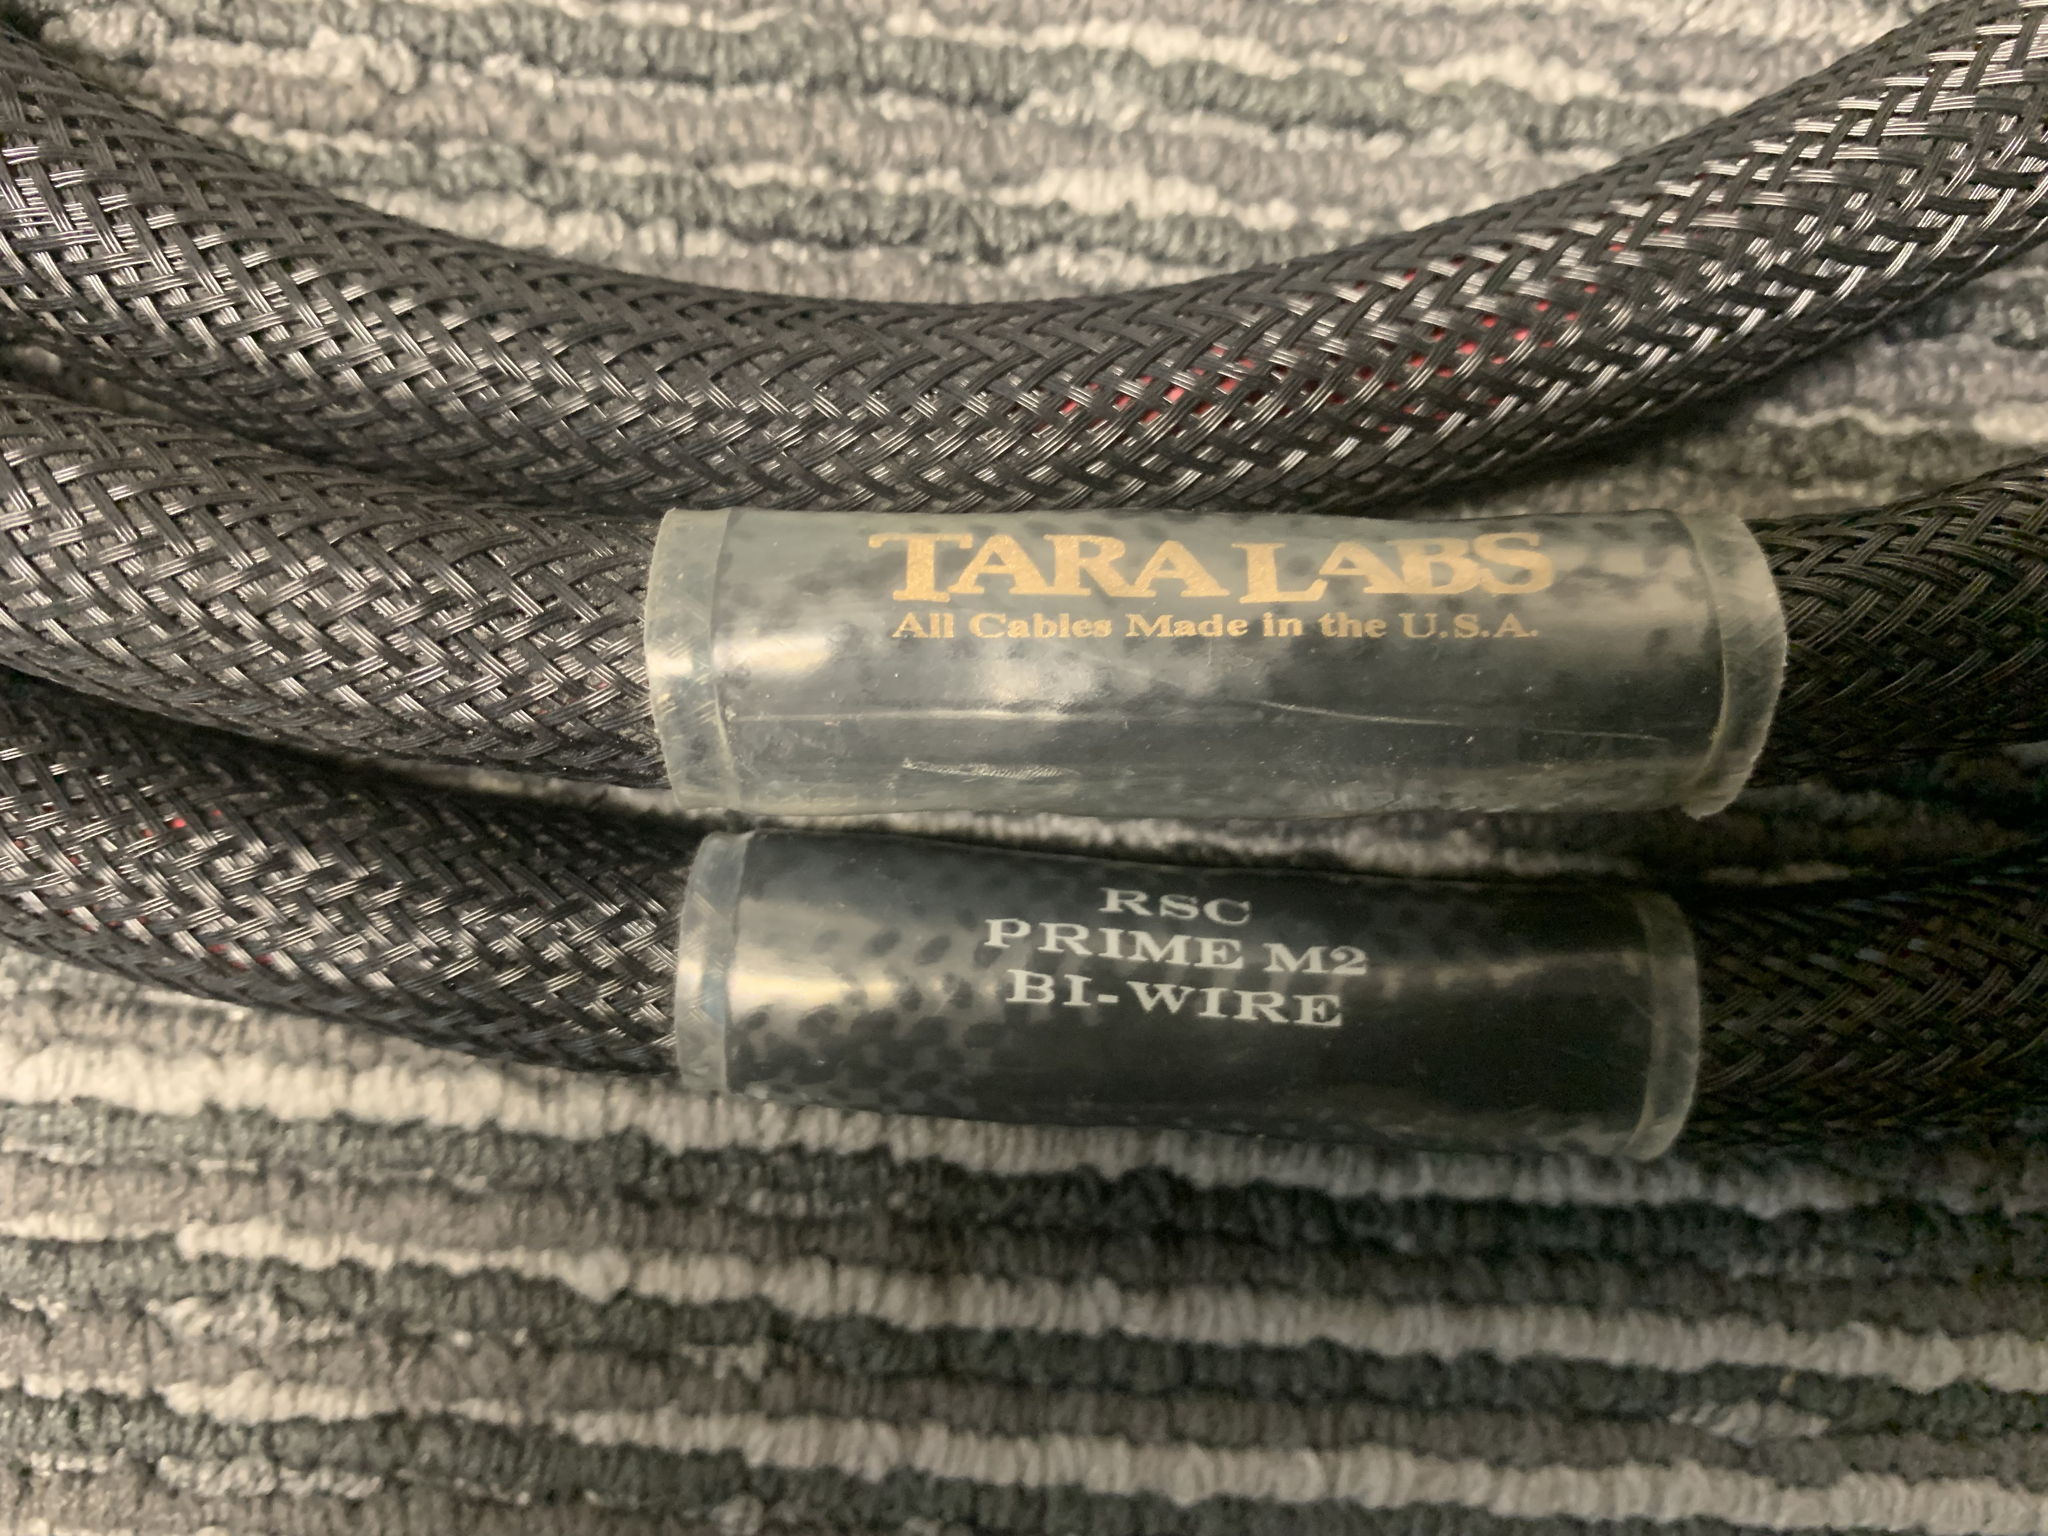 TARA LABS
All Cables Made in the U.S.A.
RSC
PRIME M2
BI-WIRE